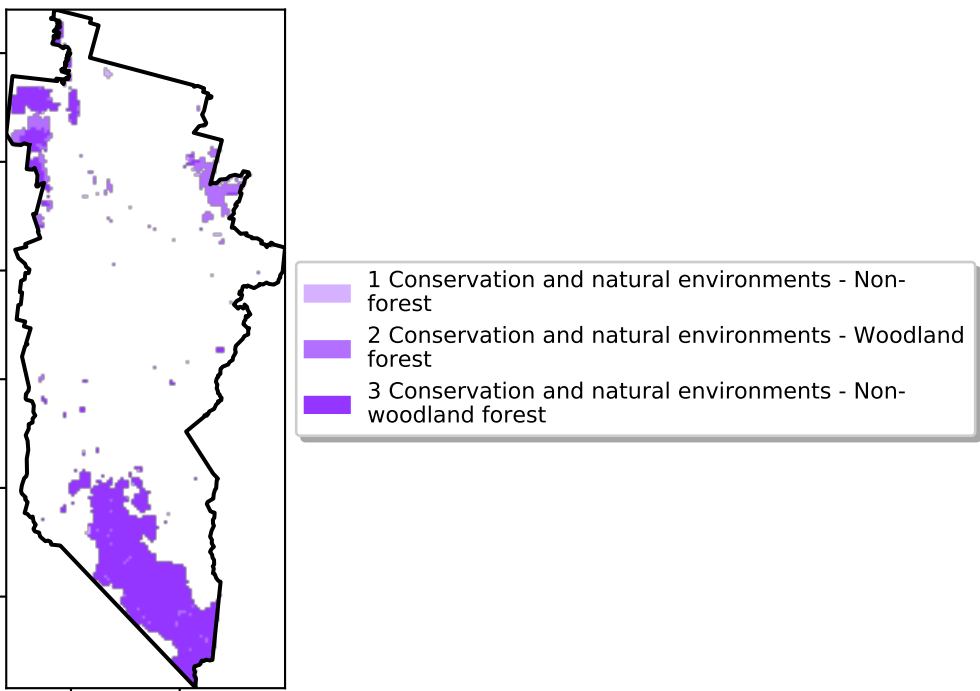 1 Conservation and natural environments - Non-
forest
2 Conservation and natural environments - Woodland
forest
3 Conservation and natural environments - Non-
woodland forest